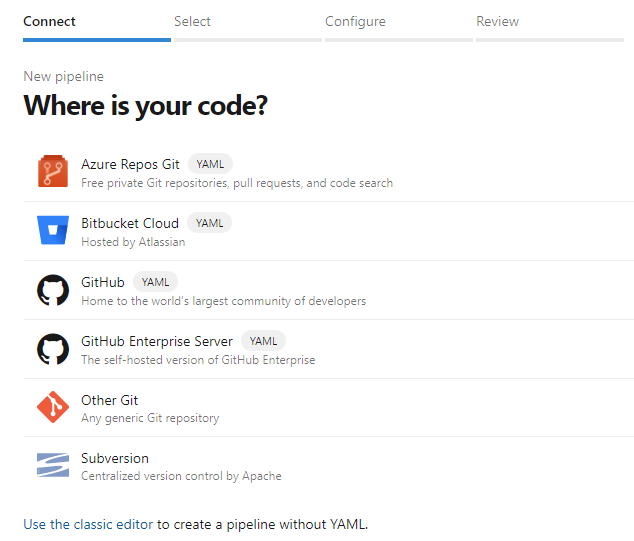 Connect Select Configure Review
New pipeline
Where is your code?
Azure Repos Git YAML
Free private Git repositories, pull requests, and code search
Bitbucket Cloud YAML
Hosted by Atlassian
GitHub YAML
Home to the world's largest community of developers
GitHub Enterprise Server YAML
The self-hosted version of GitHub Enterprise
Other Git
Any generic Git repository
Subversion
Centralized version control by Apache
Use the classic editor to create a pipeline without YAML.